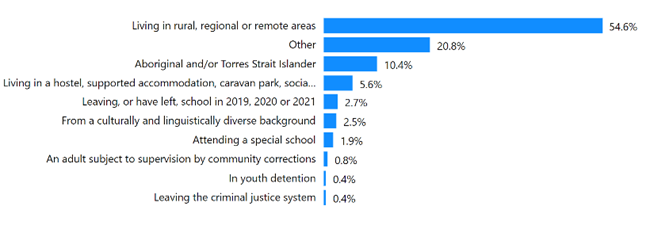 Living in rural, regional or remote areas 54.6%
Other 20.8%
Aboriginal and/or Torres Strait Islander 10.4%
Living in a hostel, supported accommodation, caravan park, socia... 5.6%
Leaving, or have left, school in 2019, 2020 or 2021 2.7%
From a culturally and linguistically diverse background 2.5%
Attending a special school 1.9%
An adult subject to supervision by community corrections 0.8%
In youth detention 0.4%
Leaving the criminal justice system 0.4%